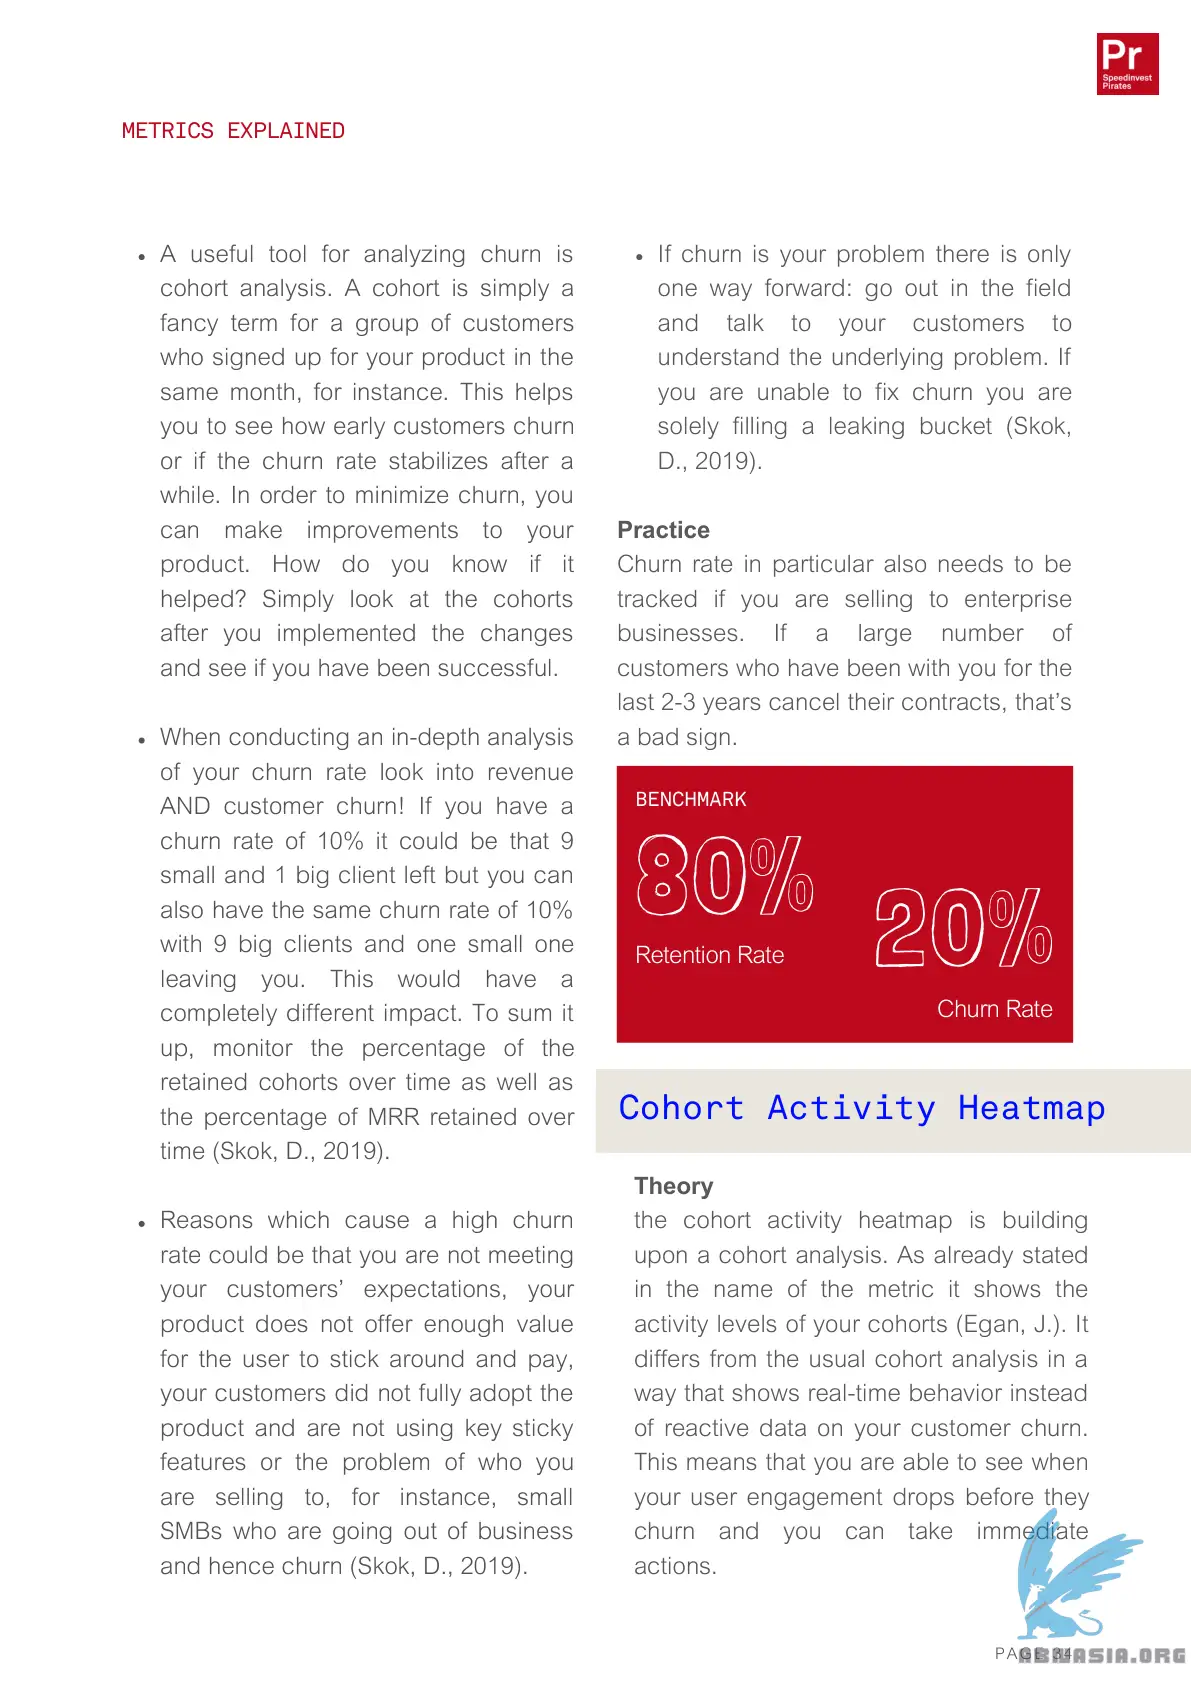 Pr
Speedinvest
Pirates
METRICS EXPLAINED
• A useful tool for analyzing churn is
cohort analysis. A cohort is simply a
fancy term for a group of customers
who signed up for your product in the
same month, for instance. This helps
you to see how early customers churn
or if the churn rate stabilizes after a
while. In order to minimize churn, you
can make improvements to your
product. How do you know if it
helped? Simply look at the cohorts
after you implemented the changes
and see if you have been successful.
• When conducting an in-depth analysis
of your churn rate look into revenue
AND customer churn! If you have a
churn rate of 10% it could be that 9
small and 1 big client left but you can
also have the same churn rate of 10%
with 9 big clients and one small one
leaving you. This would have a
completely different impact. To sum it
up, monitor the percentage of the
retained cohorts over time as well as
the percentage of MRR retained over
time (Skok, D., 2019).
• Reasons which cause a high churn
rate could be that you are not meeting
your customers’ expectations, your
product does not offer enough value
for the user to stick around and pay,
your customers did not fully adopt the
product and are not using key sticky
features or the problem of who you
are selling to, for instance, small
SMBs who are going out of business
and hence churn (Skok, D., 2019).
• If churn is your problem there is only
one way forward: go out in the field
and talk to your customers to
understand the underlying problem. If
you are unable to fix churn you are
solely filling a leaking bucket (Skok,
D., 2019).
Practice
Churn rate in particular also needs to be
tracked if you are selling to enterprise
businesses. If a large number of
customers who have been with you for the
last 2-3 years cancel their contracts, that’s
a bad sign.
BENCHMARK
80%
Retention Rate
20%
Churn Rate
Cohort Activity Heatmap
Theory
the cohort activity heatmap is building
upon a cohort analysis. As already stated
in the name of the metric it shows the
activity levels of your cohorts (Egan, J.). It
differs from the usual cohort analysis in a
way that shows real-time behavior instead
of reactive data on your customer churn.
This means that you are able to see when
your user engagement drops before they
churn and you can take immediate
actions.
PAGE 34
ABIVASIA.ORG